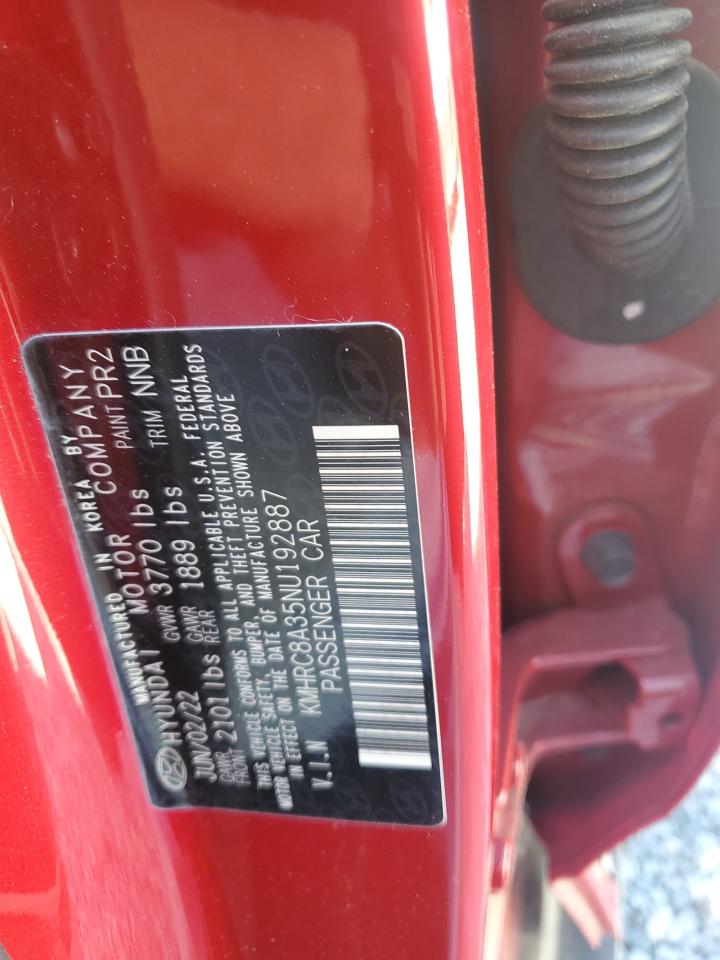 MANUFACTURED IN KOREA BY
HYUNDAI MOTOR COMPANY
JUN/02/22 GVWR 3770 lbs PAINT PR2
GAWR FRONT 2101 lbs GAWR REAR 1889 lbs TRIM NNB
THIS VEHICLE CONFORMS TO ALL APPLICABLE U.S.A. FEDERAL
MOTOR VEHICLE SAFETY, BUMPER, AND THEFT PREVENTION STANDARDS
IN EFFECT ON THE DATE OF MANUFACTURE SHOWN ABOVE
V.I.N KMHRC8A35NU192887
PASSENGER CAR